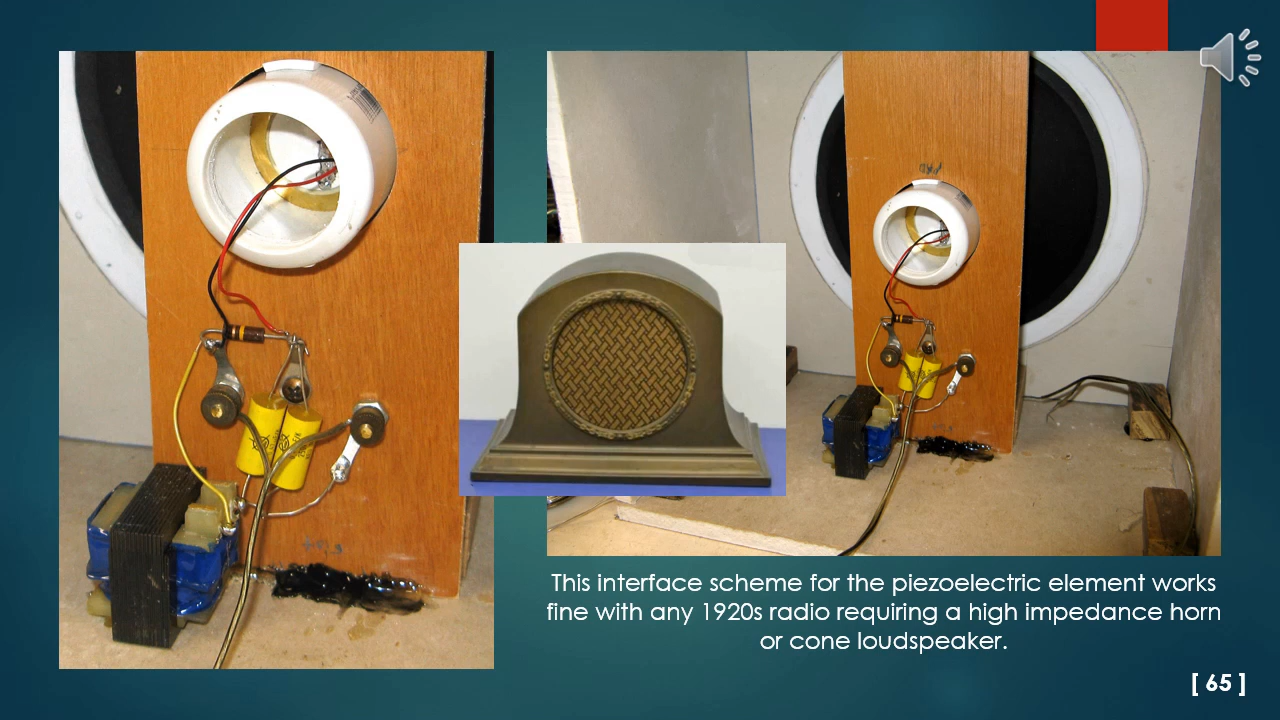 This interface scheme for the piezoelectric element works
fine with any 1920s radio requiring a high impedance horn
or cone loudspeaker.
[ 65 ]